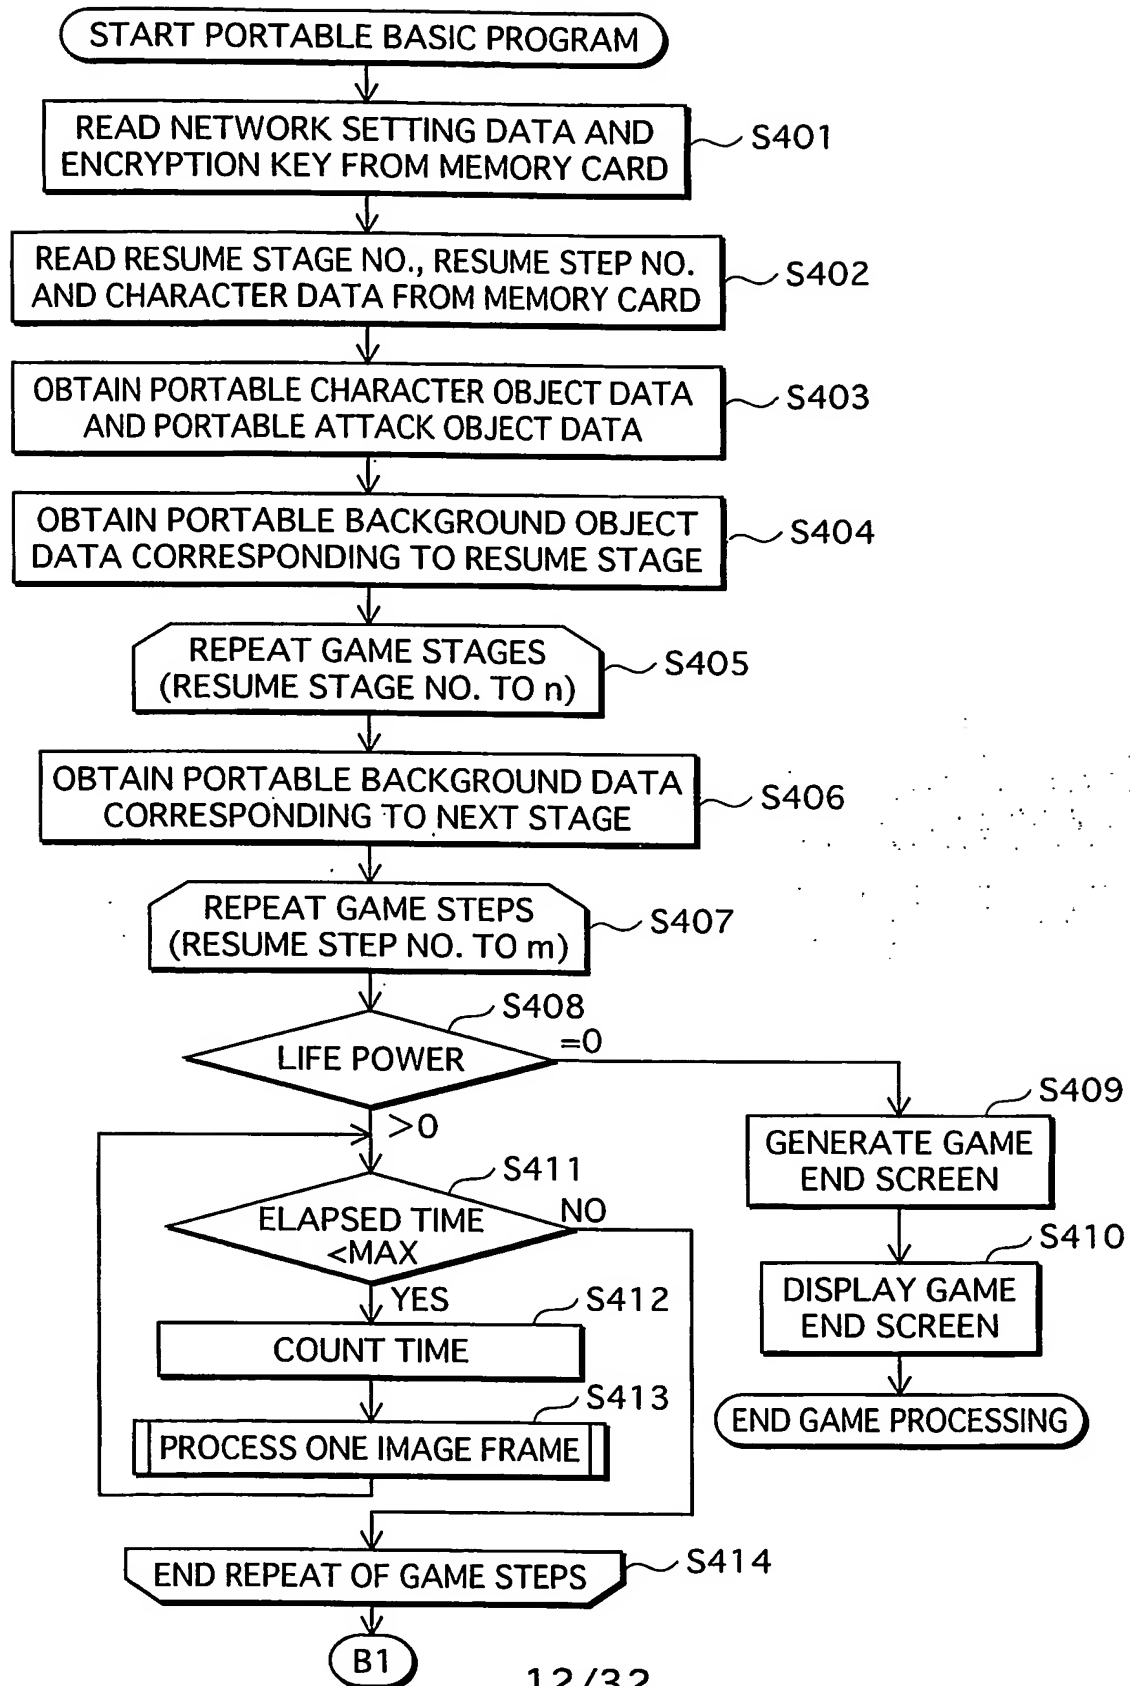 START PORTABLE BASIC PROGRAM
READ NETWORK SETTING DATA AND
ENCRYPTION KEY FROM MEMORY CARD
S401
READ RESUME STAGE NO., RESUME STEP NO.
AND CHARACTER DATA FROM MEMORY CARD
S402
OBTAIN PORTABLE CHARACTER OBJECT DATA
AND PORTABLE ATTACK OBJECT DATA
S403
OBTAIN PORTABLE BACKGROUND OBJECT
DATA CORRESPONDING TO RESUME STAGE
S404
REPEAT GAME STAGES
(RESUME STAGE NO. TO n)
S405
OBTAIN PORTABLE BACKGROUND DATA
CORRESPONDING TO NEXT STAGE
S406
REPEAT GAME STEPS
(RESUME STEP NO. TO m)
S407
S408
LIFE POWER
=0
>0
S409
GENERATE GAME
END SCREEN
S410
DISPLAY GAME
END SCREEN
END GAME PROCESSING
S411
ELAPSED TIME
<MAX
NO
YES
S412
COUNT TIME
S413
PROCESS ONE IMAGE FRAME
END REPEAT OF GAME STEPS
S414
B1
12/32